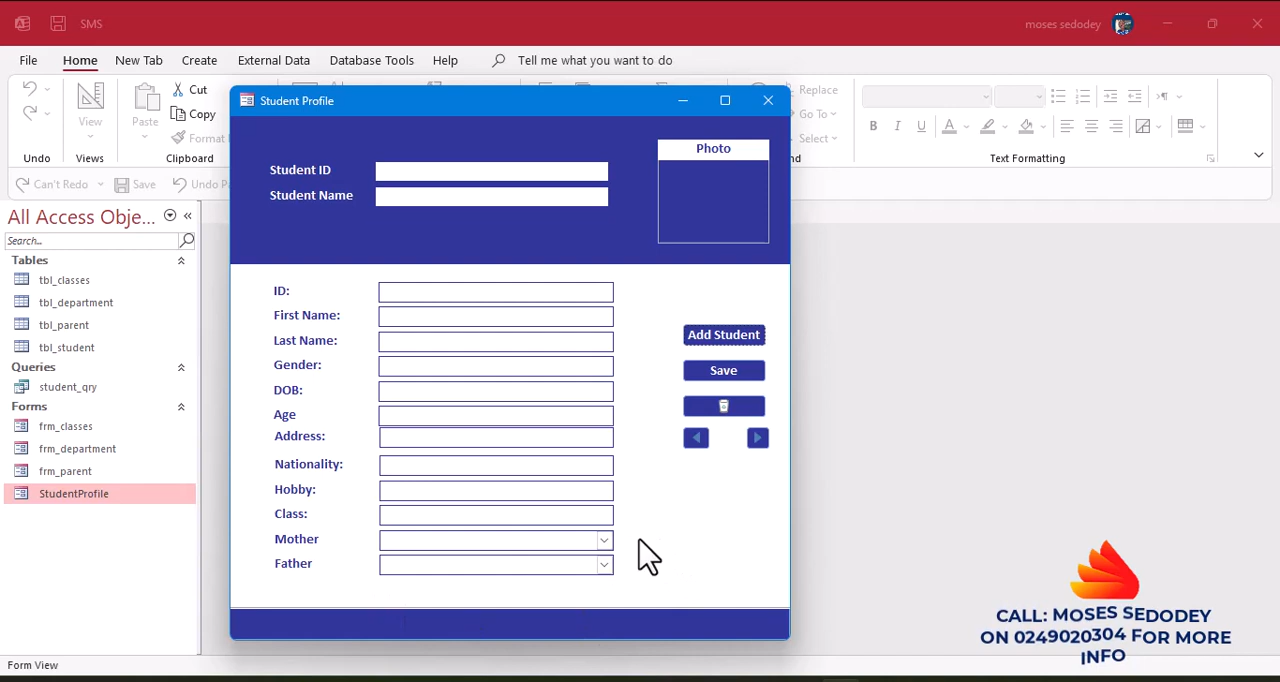 SMS
moses sedodey
File Home New Tab Create External Data Database Tools Help Tell me what you want to do
Cut
Copy
Format
View
Paste
Undo
Views
Clipboard
Replace
Go To
Select
B I U
Text Formatting
Can't Redo Save Undo
Student Profile
Student ID
Student Name
Photo
All Access Obje...
Search...
Tables
tbl_classes
tbl_department
tbl_parent
tbl_student
Queries
student_qry
Forms
frm_classes
frm_department
frm_parent
StudentProfile
ID:
First Name:
Last Name:
Gender:
DOB:
Age
Address:
Nationality:
Hobby:
Class:
Mother
Father
Add Student
Save
CALL: MOSES SEDODEY
ON 0249020304 FOR MORE
INFO
Form View